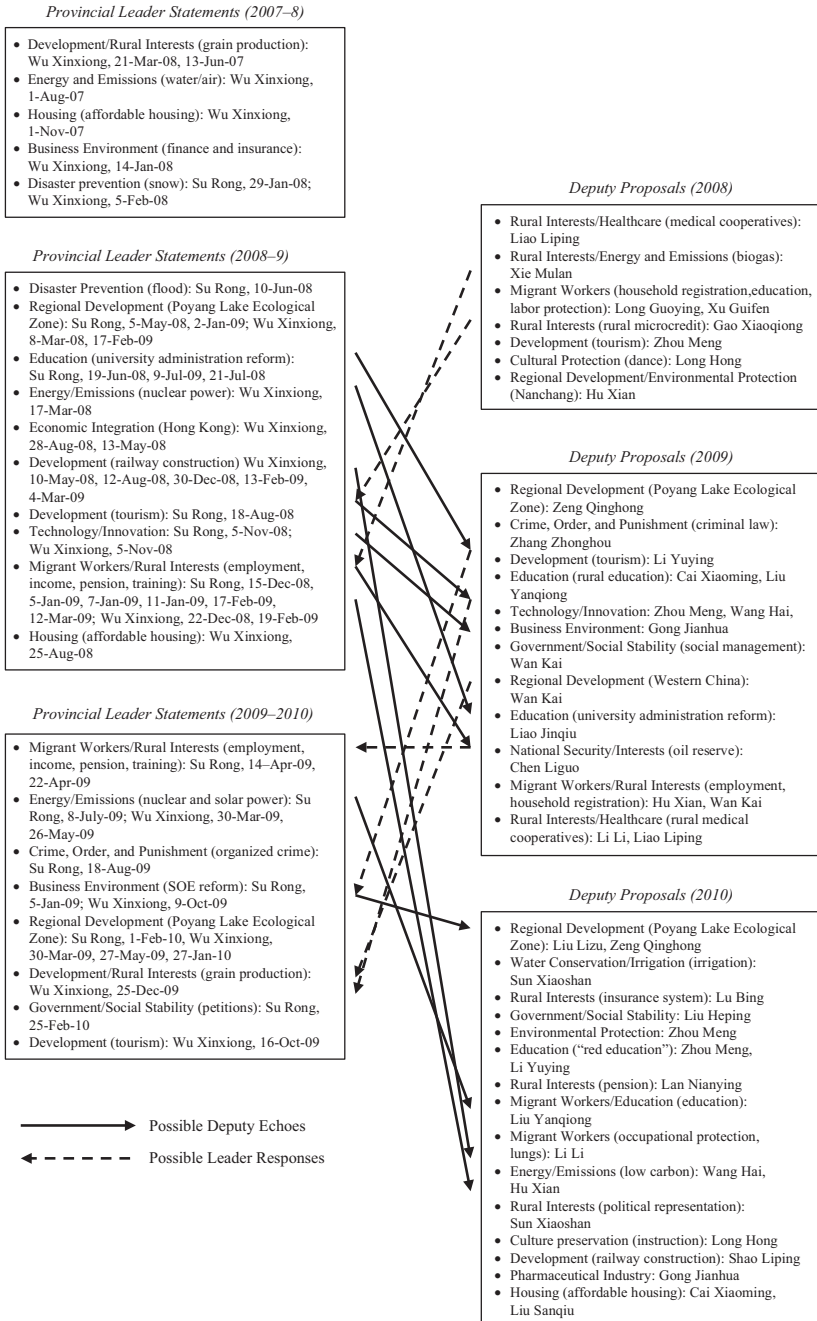 Provincial Leader Statements (2007–8)
• Development/Rural Interests (grain production):
Wu Xinxiong, 21-Mar-08, 13-Jun-07
• Energy and Emissions (water/air): Wu Xinxiong,
1-Aug-07
• Housing (affordable housing): Wu Xinxiong,
1-Nov-07
• Business Environment (finance and insurance):
Wu Xinxiong, 14-Jan-08
• Disaster prevention (snow): Su Rong, 29-Jan-08;
Wu Xinxiong, 5-Feb-08
Provincial Leader Statements (2008–9)
• Disaster Prevention (flood): Su Rong, 10-Jun-08
• Regional Development (Poyang Lake Ecological
Zone): Su Rong, 5-May-08, 2-Jan-09; Wu Xinxiong,
8-Mar-08, 17-Feb-09
• Education (university administration reform):
Su Rong, 19-Jun-08, 9-Jul-09, 21-Jul-08
• Energy/Emissions (nuclear power): Wu Xinxiong,
17-Mar-08
• Economic Integration (Hong Kong): Wu Xinxiong,
28-Aug-08, 13-May-08
• Development (railway construction) Wu Xinxiong,
10-May-08, 12-Aug-08, 30-Dec-08, 13-Feb-09,
4-Mar-09
• Development (tourism): Su Rong, 18-Aug-08
• Technology/Innovation: Su Rong, 5-Nov-08;
Wu Xinxiong, 5-Nov-08
• Migrant Workers/Rural Interests (employment,
income, pension, training): Su Rong, 15-Dec-08,
5-Jan-09, 7-Jan-09, 11-Jan-09, 17-Feb-09,
12-Mar-09; Wu Xinxiong, 22-Dec-08, 19-Feb-09
• Housing (affordable housing): Wu Xinxiong,
25-Aug-08
Provincial Leader Statements (2009–2010)
• Migrant Workers/Rural Interests (employment,
income, pension, training): Su Rong, 14–Apr-09,
22-Apr-09
• Energy/Emissions (nuclear and solar power): Su
Rong, 8-July-09; Wu Xinxiong, 30-Mar-09,
26-May-09
• Crime, Order, and Punishment (organized crime):
Su Rong, 18-Aug-09
• Business Environment (SOE reform): Su Rong,
5-Jan-09; Wu Xinxiong, 9-Oct-09
• Regional Development (Poyang Lake Ecological
Zone): Su Rong, 1-Feb-10, Wu Xinxiong,
30-Mar-09, 27-May-09, 27-Jan-10
• Development/Rural Interests (grain production):
Wu Xinxiong, 25-Dec-09
• Government/Social Stability (petitions): Su Rong,
25-Feb-10
• Development (tourism): Wu Xinxiong, 16-Oct-09
Possible Deputy Echoes
Possible Leader Responses
Deputy Proposals (2008)
• Rural Interests/Healthcare (medical cooperatives):
Liao Liping
• Rural Interests/Energy and Emissions (biogas):
Xie Mulan
• Migrant Workers (household registration,education,
labor protection): Long Guoying, Xu Guifen
• Rural Interests (rural microcredit): Gao Xiaoqiong
• Development (tourism): Zhou Meng
• Cultural Protection (dance): Long Hong
• Regional Development/Environmental Protection
(Nanchang): Hu Xian
Deputy Proposals (2009)
• Regional Development (Poyang Lake Ecological
Zone): Zeng Qinghong
• Crime, Order, and Punishment (criminal law):
Zhang Zhonghou
• Development (tourism): Li Yuying
• Education (rural education): Cai Xiaoming, Liu
Yanqiong
• Technology/Innovation: Zhou Meng, Wang Hai,
• Business Environment: Gong Jianhua
• Government/Social Stability (social management):
Wan Kai
• Regional Development (Western China):
Wan Kai
• Education (university administration reform):
Liao Jinqiu
• National Security/Interests (oil reserve):
Chen Liguo
• Migrant Workers/Rural Interests (employment,
household registration): Hu Xian, Wan Kai
• Rural Interests/Healthcare (rural medical
cooperatives): Li Li, Liao Liping
Deputy Proposals (2010)
• Regional Development (Poyang Lake Ecological
Zone): Liu Lizu, Zeng Qinghong
• Water Conservation/Irrigation (irrigation):
Sun Xiaoshan
• Rural Interests (insurance system): Lu Bing
• Government/Social Stability: Liu Heping
• Environmental Protection: Zhou Meng
• Education (“red education”): Zhou Meng,
Li Yuying
• Rural Interests (pension): Lan Nianying
• Migrant Workers/Education (education):
Liu Yanqiong
• Migrant Workers (occupational protection,
lungs): Li Li
• Energy/Emissions (low carbon): Wang Hai,
Hu Xian
• Rural Interests (political representation):
Sun Xiaoshan
• Culture preservation (instruction): Long Hong
• Development (railway construction): Shao Liping
• Pharmaceutical Industry: Gong Jianhua
• Housing (affordable housing): Cai Xiaoming,
Liu Sanqiu